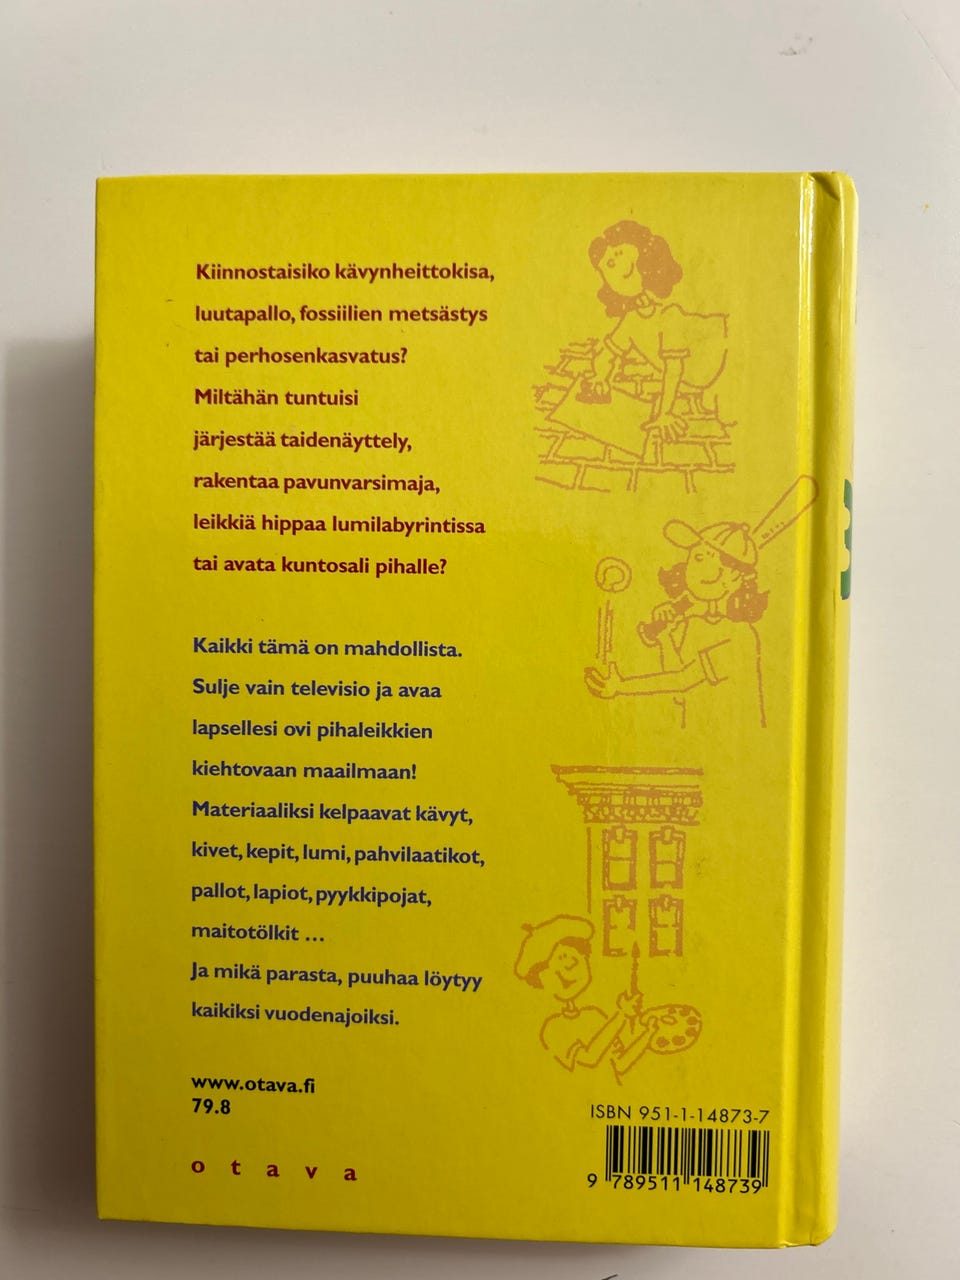 Kiinnostaisiko kävynheittokisa,
luutapallo, fossiilien metsästys
tai perhosenkasvatus?
Miltähän tuntuisi
järjestää taidenäyttely,
rakentaa pavunvarsimaja,
leikkiä hippaa lumilabyrintissa
tai avata kuntosali pihalle?
Kaikki tämä on mahdollista.
Sulje vain televisio ja avaa
lapsellesi ovi pihaleikkien
kiehtovaan maailmaan!
Materiaaliksi kelpaavat kävyt,
kivet, kepit, lumi, pahvilaatikot,
pallot, lapiot, pyykkipojat,
maitotölkit ...
Ja mikä parasta, puuhaa löytyy
kaikiksi vuodenajoiksi.
www.otava.fi
79.8
otava
ISBN 951-1-14873-7
9 789511 148739